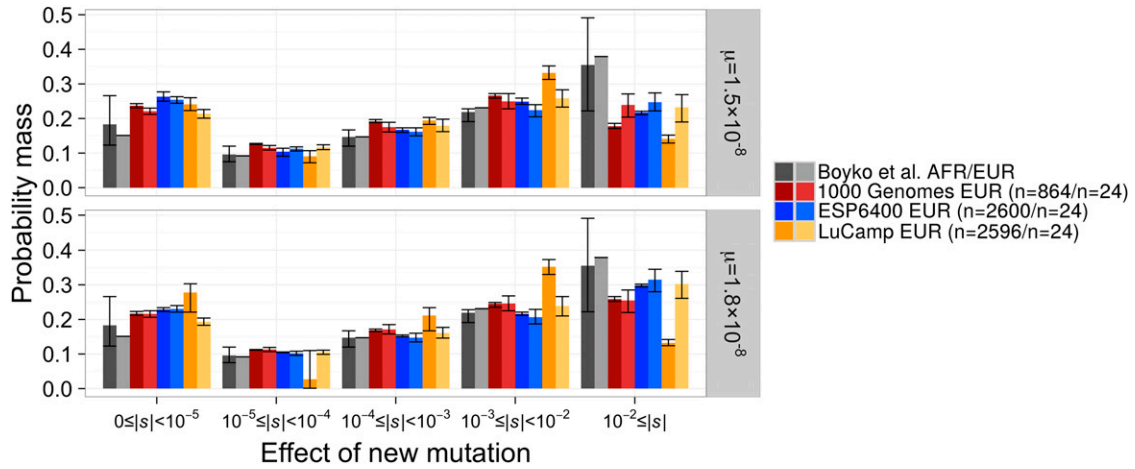 Probability mass
0.5
0.4
0.3
0.2
0.1
0.0
μ=1.5×10⁻⁸
0.5
0.4
0.3
0.2
0.1
0.0
μ=1.8×10⁻⁸
0≤|s|<10⁻⁵
10⁻⁵≤|s|<10⁻⁴
10⁻⁴≤|s|<10⁻³
10⁻³≤|s|<10⁻²
10⁻²≤|s|
Effect of new mutation
Boyko et al. AFR/EUR
1000 Genomes EUR (n=864/n=24)
ESP6400 EUR (n=2600/n=24)
LuCamp EUR (n=2596/n=24)